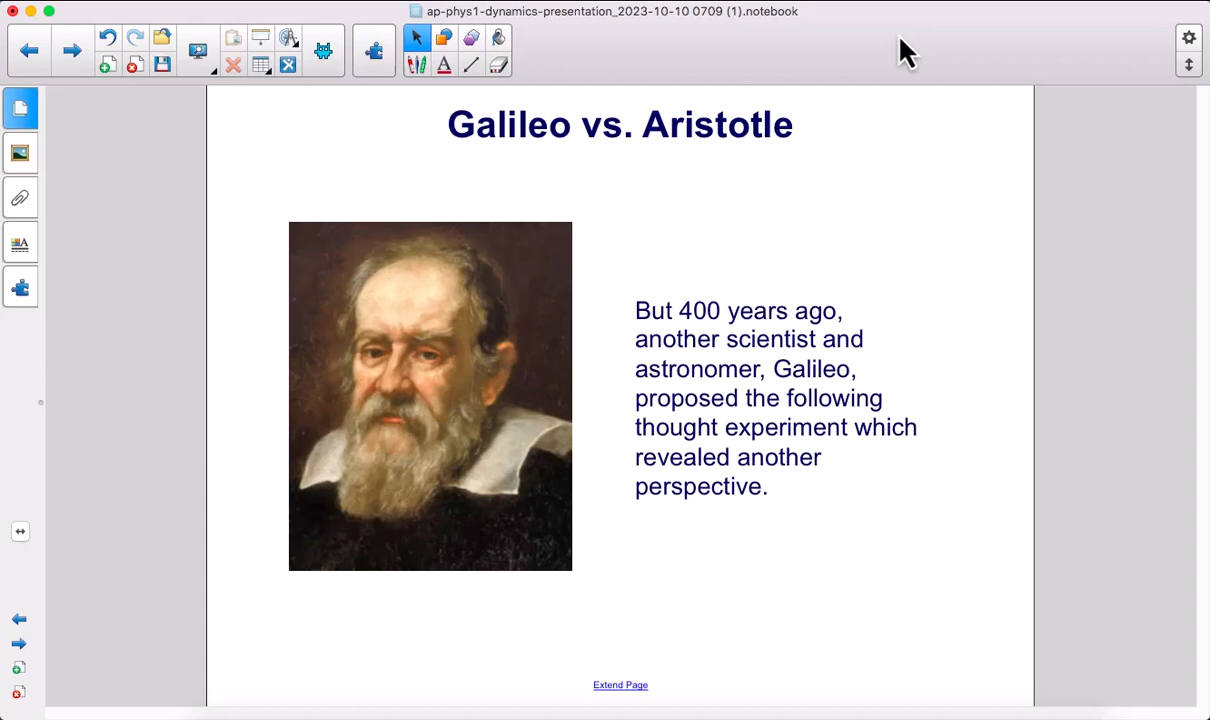 ap-phys1-dynamics-presentation_2023-10-10 0709 (1).notebook
Galileo vs. Aristotle
But 400 years ago,
another scientist and
astronomer, Galileo,
proposed the following
thought experiment which
revealed another
perspective.
Extend Page